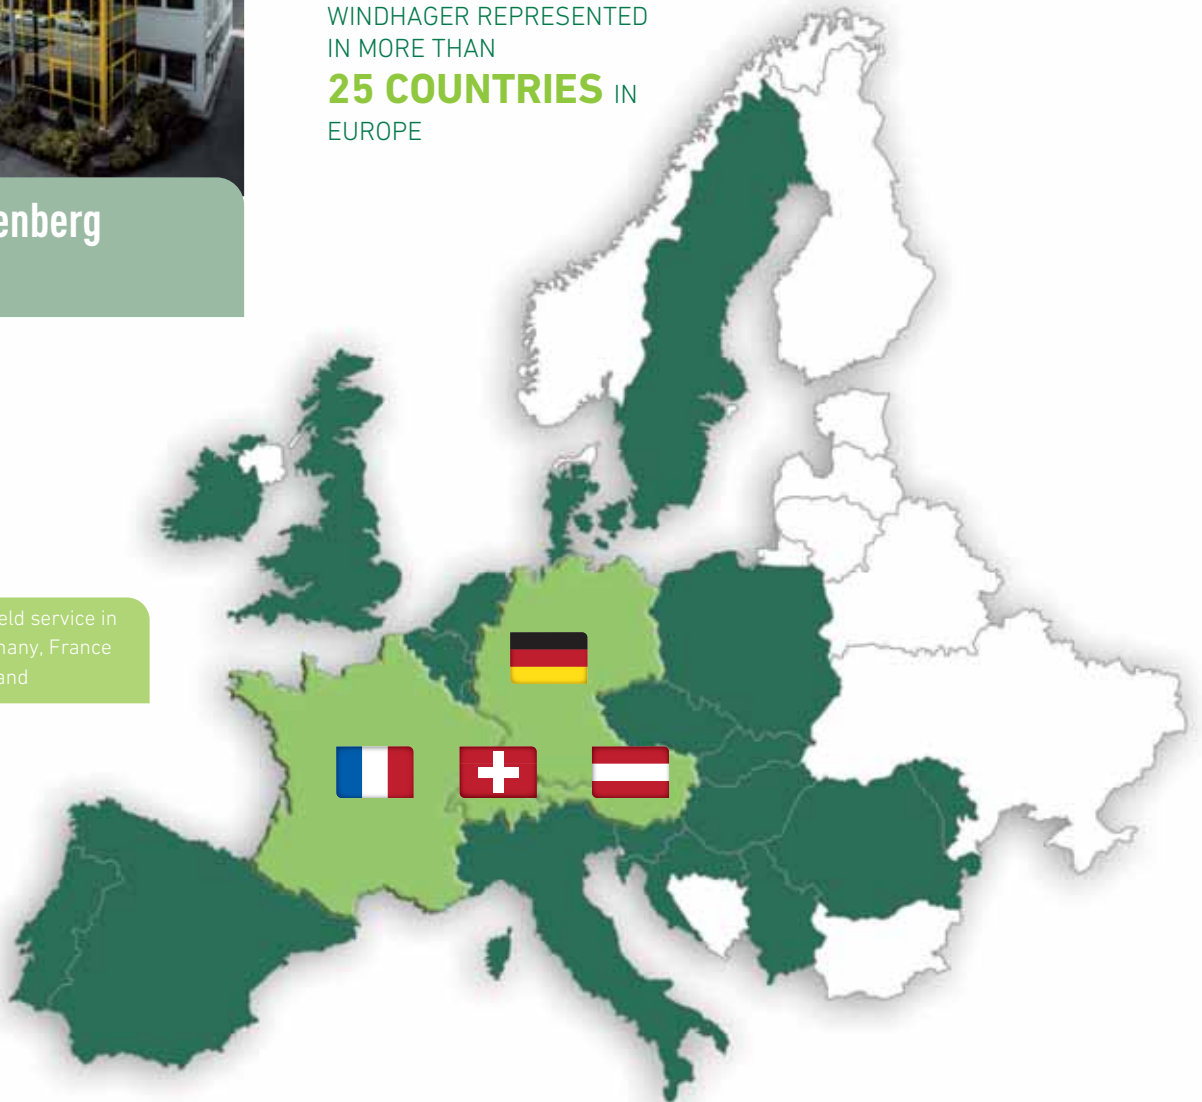 WINDHAGER REPRESENTED
IN MORE THAN
25 COUNTRIES IN
EUROPE
enberg
eld service in
many, France
and